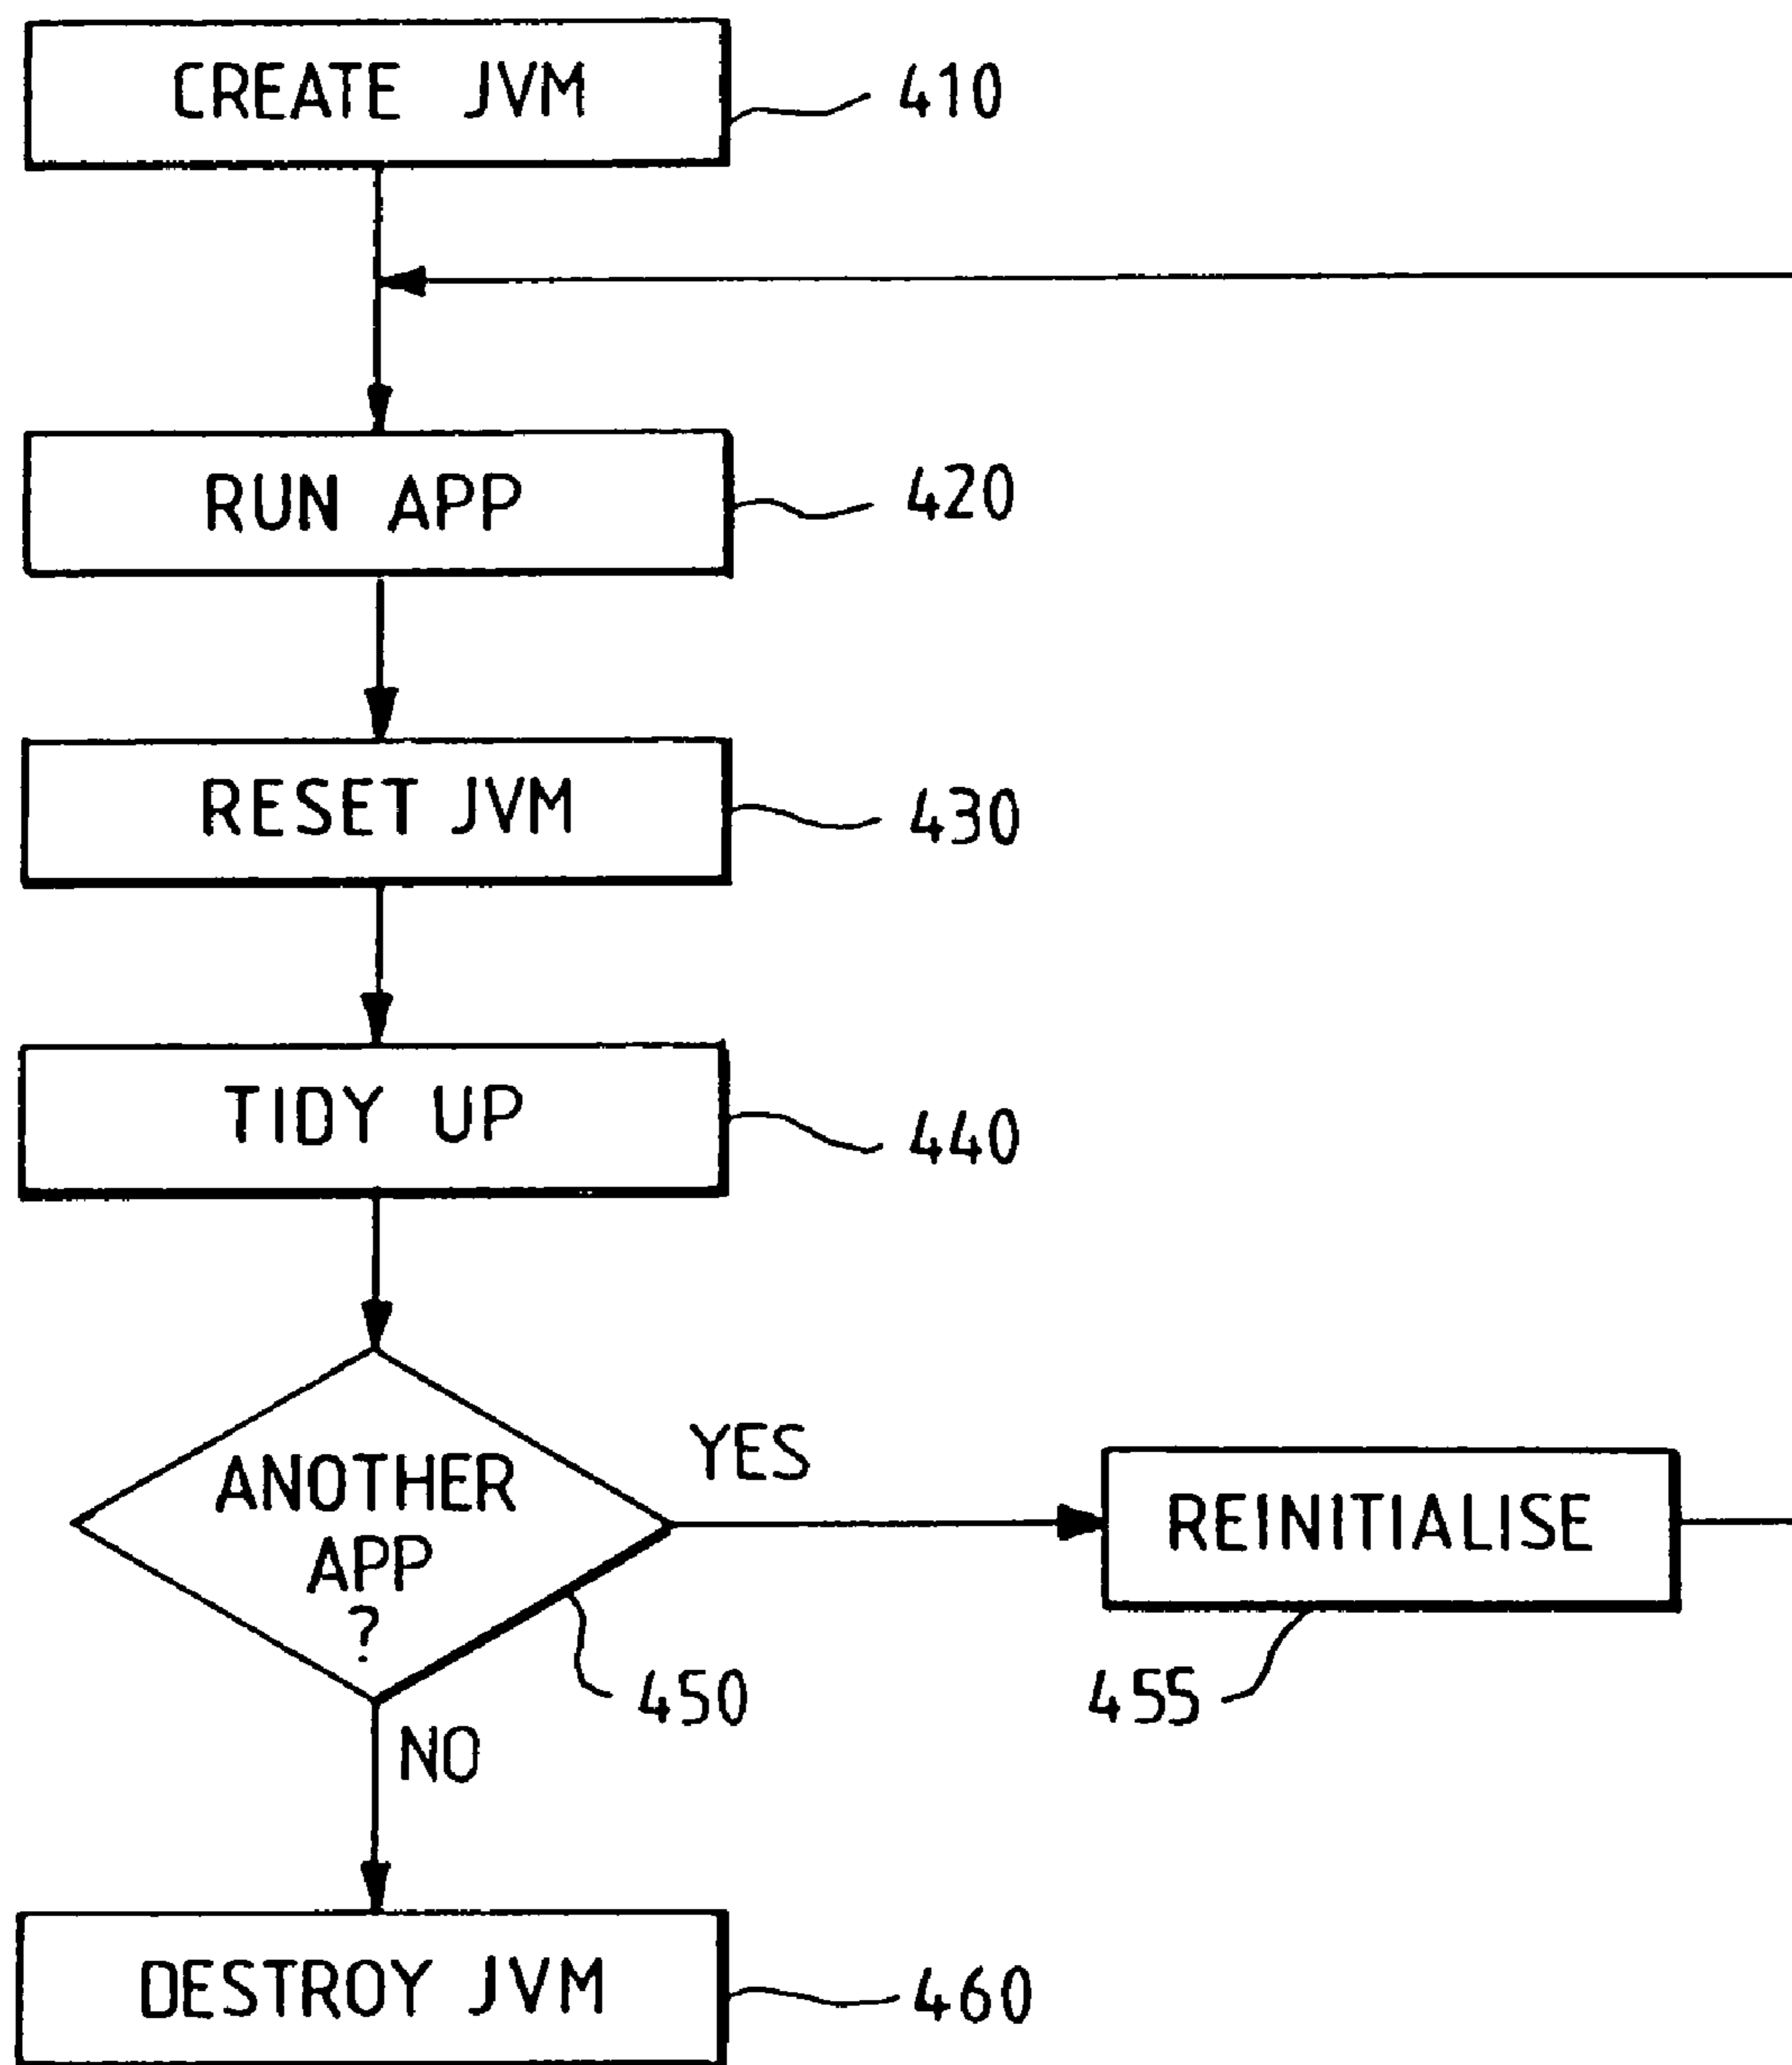 CREATE JVM
410
RUN APP
420
RESET JVM
430
TIDY UP
440
ANOTHER
APP
?
YES
REINITIALISE
450
455
NO
DESTROY JVM
460